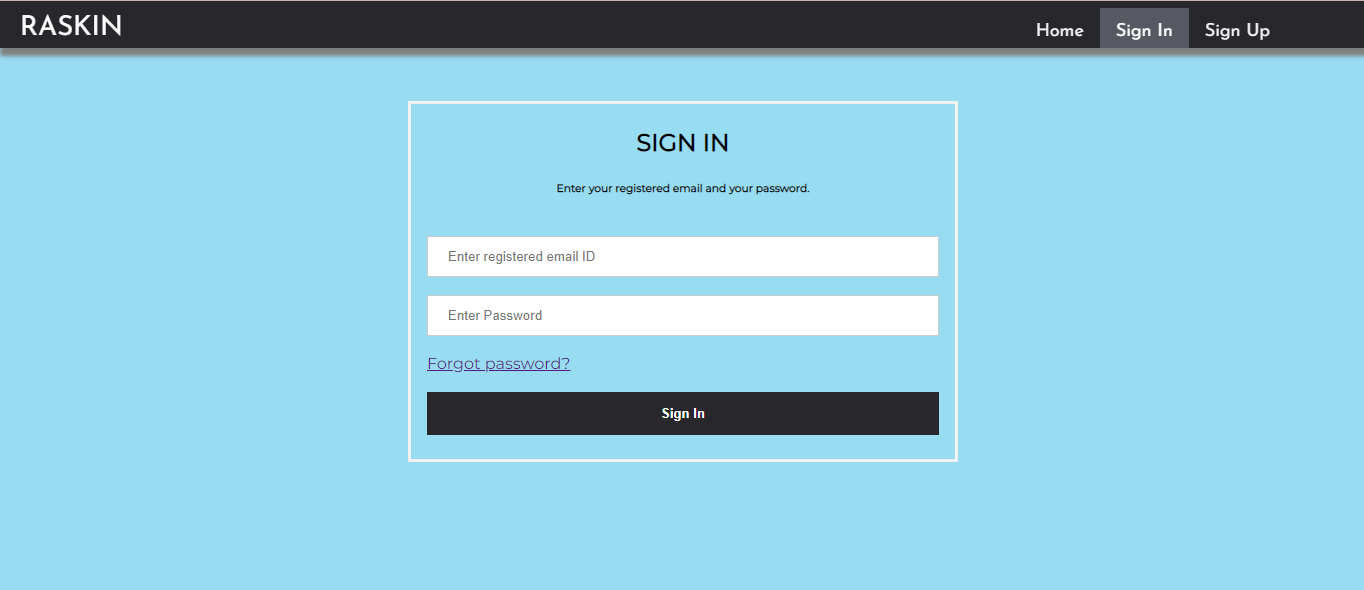 RASKIN
Home Sign In Sign Up
SIGN IN
Enter your registered email and your password.
Enter registered email ID
Enter Password
Forgot password?
Sign In